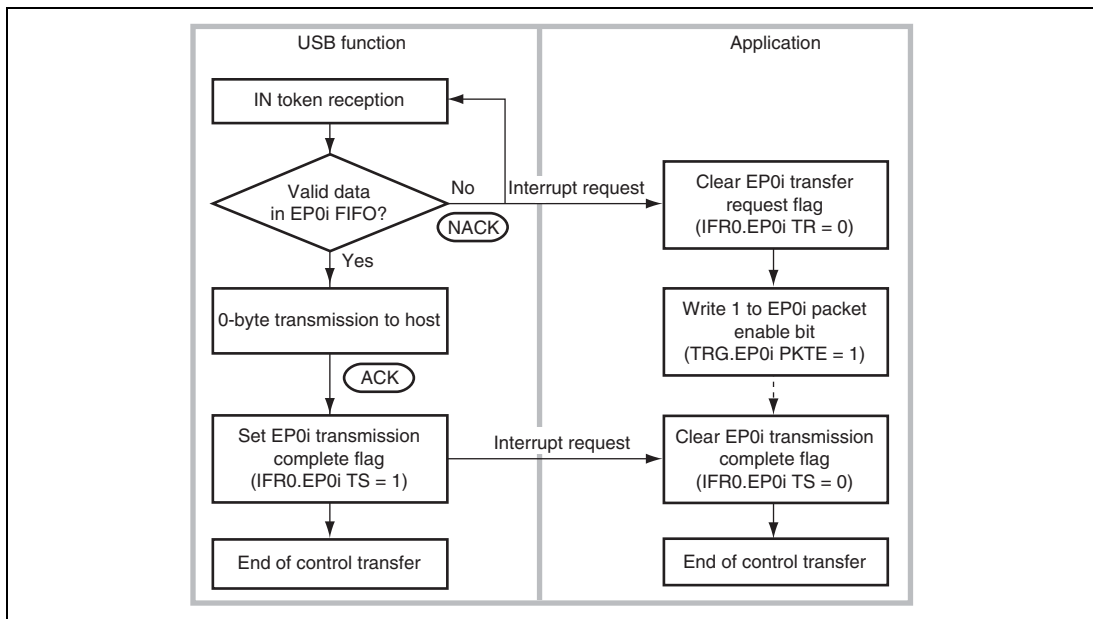 USB function
Application
IN token reception
Valid data
in EP0i FIFO?
No
Interrupt request
NACK
Yes
Clear EP0i transfer
request flag
(IFR0.EP0i TR = 0)
0-byte transmission to host
Write 1 to EP0i packet
enable bit
(TRG.EP0i PKTE = 1)
ACK
Set EP0i transmission
complete flag
(IFR0.EP0i TS = 1)
Interrupt request
Clear EP0i transmission
complete flag
(IFR0.EP0i TS = 0)
End of control transfer
End of control transfer